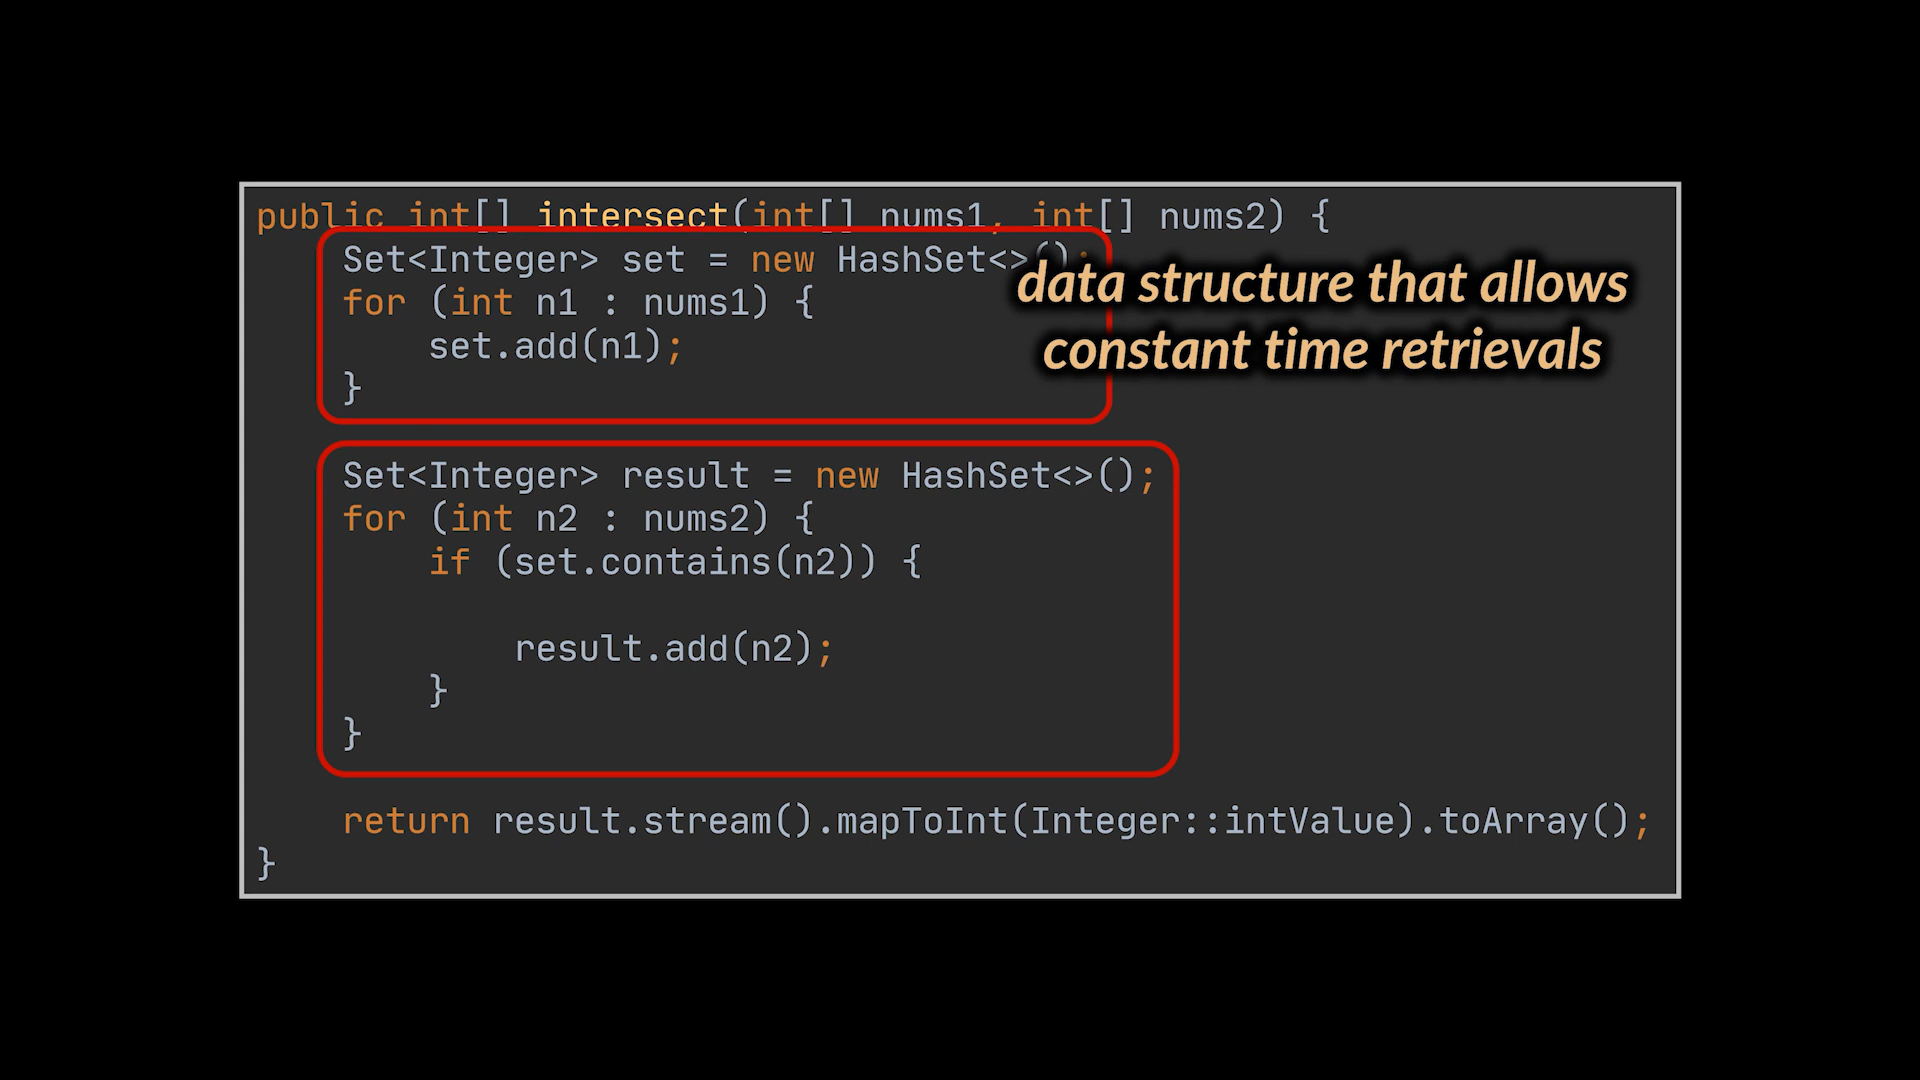 public int[] intersect(int[] nums1, int[] nums2) {
Set<Integer> set = new HashSet<>();
data structure that allows
constant time retrievals
for (int n1 : nums1) {
set.add(n1);
}
Set<Integer> result = new HashSet<>();
for (int n2 : nums2) {
if (set.contains(n2)) {
result.add(n2);
}
}
return result.stream().mapToInt(Integer::intValue).toArray();
}